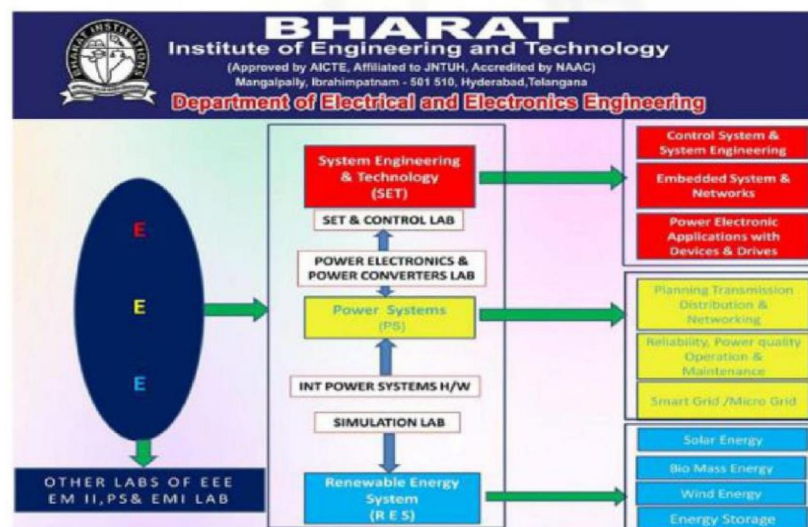 BHARAT
Institute of Engineering and Technology
(Approved by AICTE, Affiliated to JNTUH, Accredited by NAAC)
Mangalpally, Ibrahimpatnam - 501 510, Hyderabad,Telangana
Department of Electrical and Electronics Engineering
BHARAT INSTITUTIONS
E
E
E
OTHER LABS OF EEE
EM II,PS& EMI LAB
System Engineering
& Technology
(SET)
SET & CONTROL LAB
POWER ELECTRONICS &
POWER CONVERTERS LAB
Power Systems
(PS)
INT POWER SYSTEMS H/W
SIMULATION LAB
Renewable Energy
System
(R E S)
Control System &
System Engineering
Embedded System &
Networks
Power Electronic
Applications with
Devices & Drives
Planning Transmission
Distribution &
Networking
Reliability, Power quality
Operation &
Maintenance
Smart Grid /Micro Grid
Solar Energy
Bio Mass Energy
Wind Energy
Energy Storage